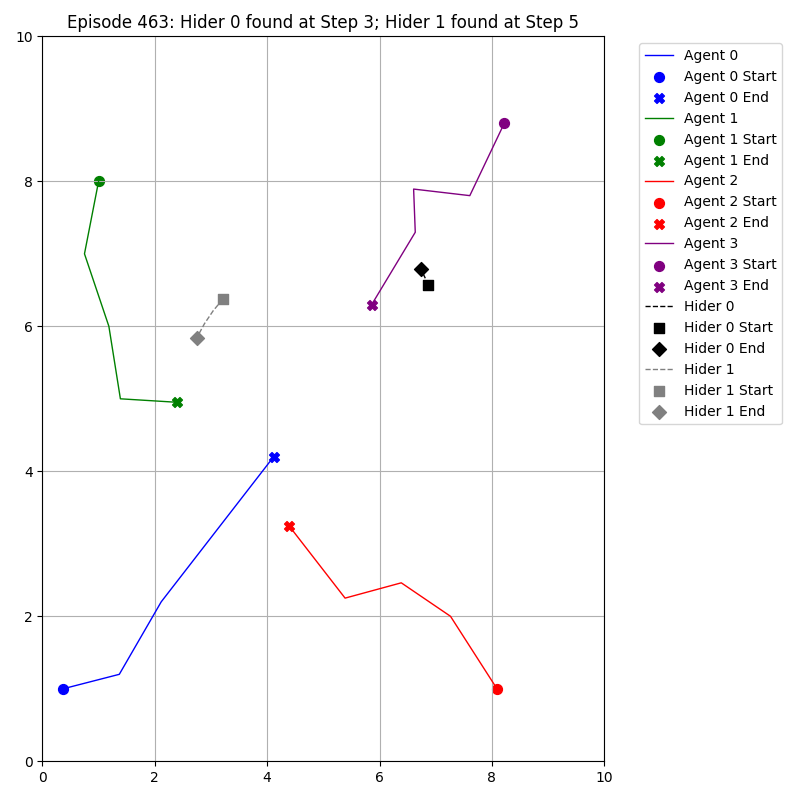 Episode 463: Hider 0 found at Step 3; Hider 1 found at Step 5
10
8
6
4
2
0
0 2 4 6 8 10
Agent 0
Agent 0 Start
Agent 0 End
Agent 1
Agent 1 Start
Agent 1 End
Agent 2
Agent 2 Start
Agent 2 End
Agent 3
Agent 3 Start
Agent 3 End
Hider 0
Hider 0 Start
Hider 0 End
Hider 1
Hider 1 Start
Hider 1 End